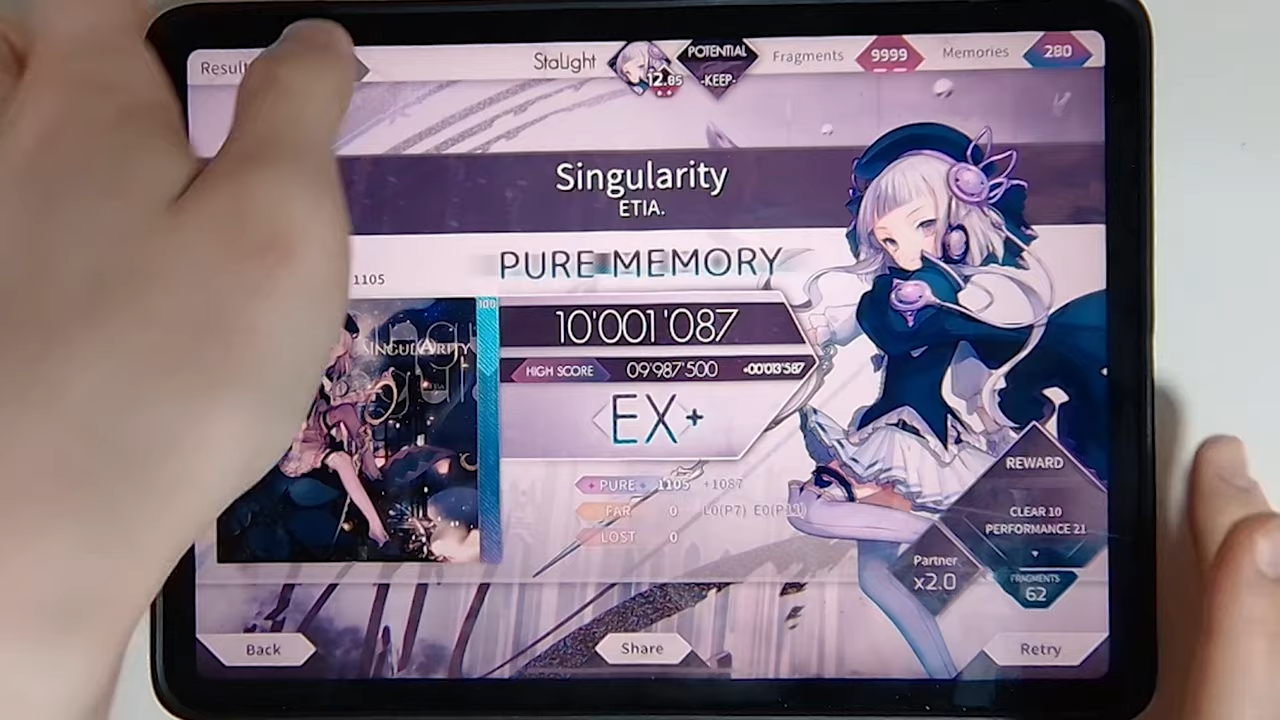 Result
StaLight
12.85
POTENTIAL
-KEEP-
Fragments
9999
Memories
280
Singularity
ETIA.
PURE MEMORY
1105
100
SINGULARITY
10'001'087
HIGH SCORE 09'987'500 +00'013'587
EX+
PURE 1105 +1087
FAR 0 L0(P7) E0(P11)
LOST 0
REWARD
CLEAR 10
PERFORMANCE 21
Partner
x2.0
FRAGMENTS
62
Back
Share
Retry